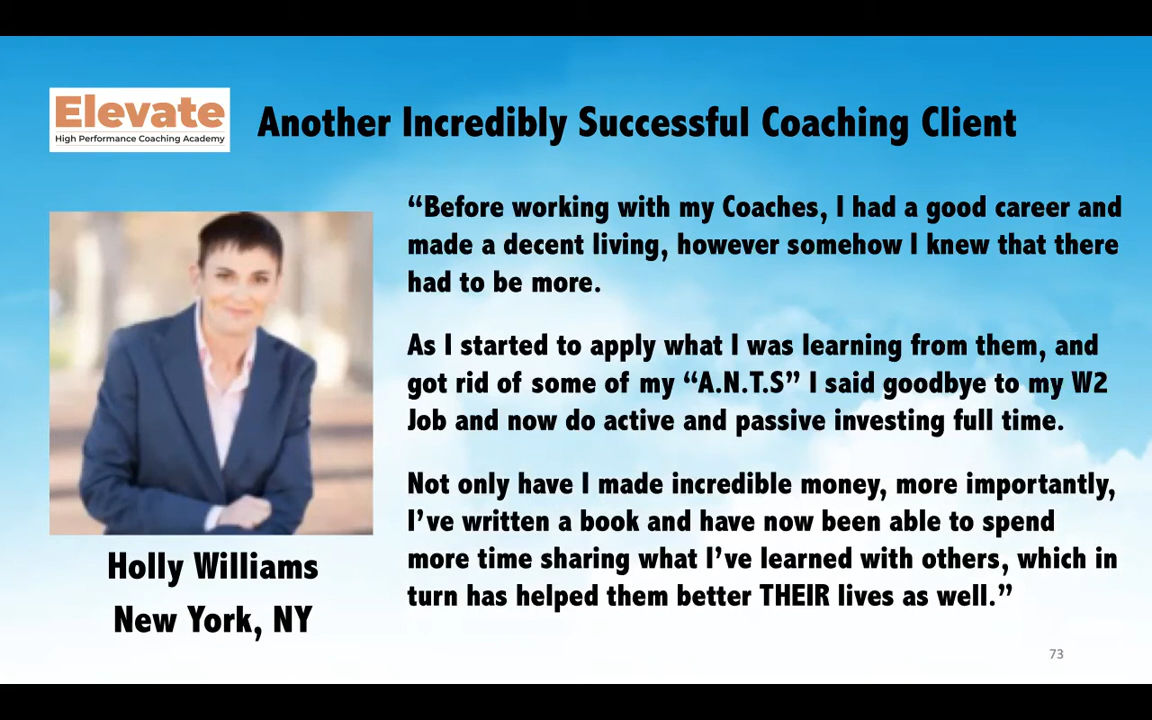 Elevate
High Performance Coaching Academy
Another Incredibly Successful Coaching Client
“Before working with my Coaches, I had a good career and
made a decent living, however somehow I knew that there
had to be more.
As I started to apply what I was learning from them, and
got rid of some of my “A.N.T.S” I said goodbye to my W2
Job and now do active and passive investing full time.
Not only have I made incredible money, more importantly,
I’ve written a book and have now been able to spend
more time sharing what I’ve learned with others, which in
turn has helped them better THEIR lives as well.”
Holly Williams
New York, NY
73